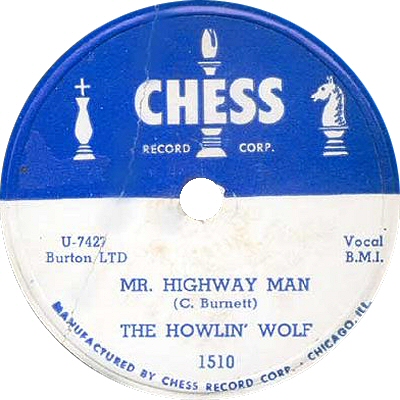 CHESS
RECORD CORP.
U-7427
Burton LTD
Vocal
B.M.I.
MR. HIGHWAY MAN
(C. Burnett)
THE HOWLIN' WOLF
1510
MANUFACTURED BY CHESS RECORD CORP. - CHICAGO, ILL.